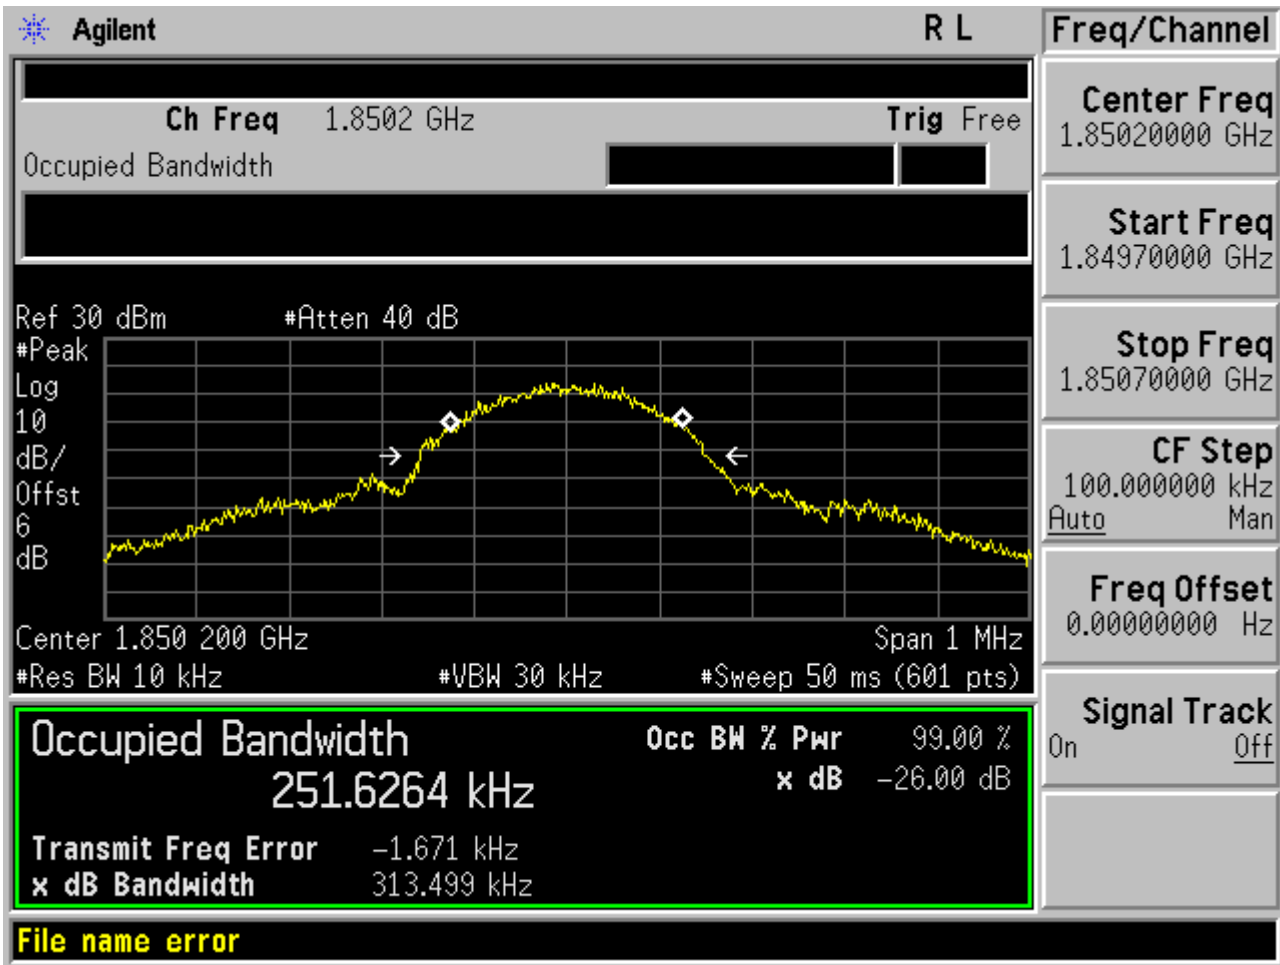 Agilent R L
Freq/Channel
Ch Freq 1.8502 GHz Trig Free
Occupied Bandwidth
Center Freq
1.85020000 GHz
Start Freq
1.84970000 GHz
Stop Freq
1.85070000 GHz
CF Step
100.000000 kHz
Auto Man
Freq Offset
0.00000000 Hz
Signal Track
On Off
Ref 30 dBm #Atten 40 dB
#Peak
Log
10
dB/
Offst
6
dB
Center 1.850 200 GHz Span 1 MHz
#Res BW 10 kHz #VBW 30 kHz #Sweep 50 ms (601 pts)
Occupied Bandwidth
251.6264 kHz
Occ BW % Pwr 99.00 %
x dB -26.00 dB
Transmit Freq Error -1.671 kHz
x dB Bandwidth 313.499 kHz
File name error